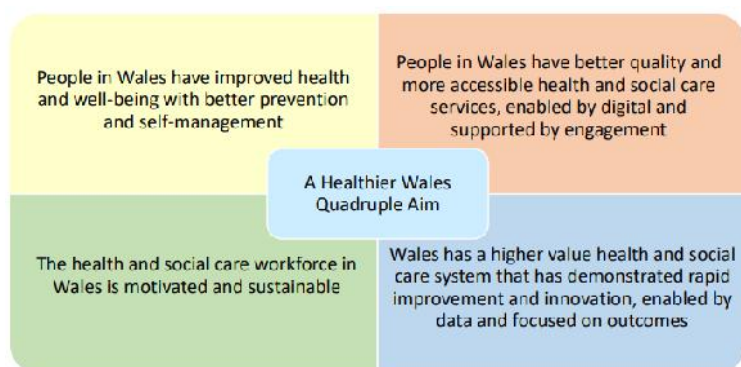 People in Wales have improved health
and well-being with better prevention
and self-management
People in Wales have better quality and
more accessible health and social care
services, enabled by digital and
supported by engagement
A Healthier Wales
Quadruple Aim
The health and social care workforce in
Wales is motivated and sustainable
Wales has a higher value health and social
care system that has demonstrated rapid
improvement and innovation, enabled by
data and focused on outcomes